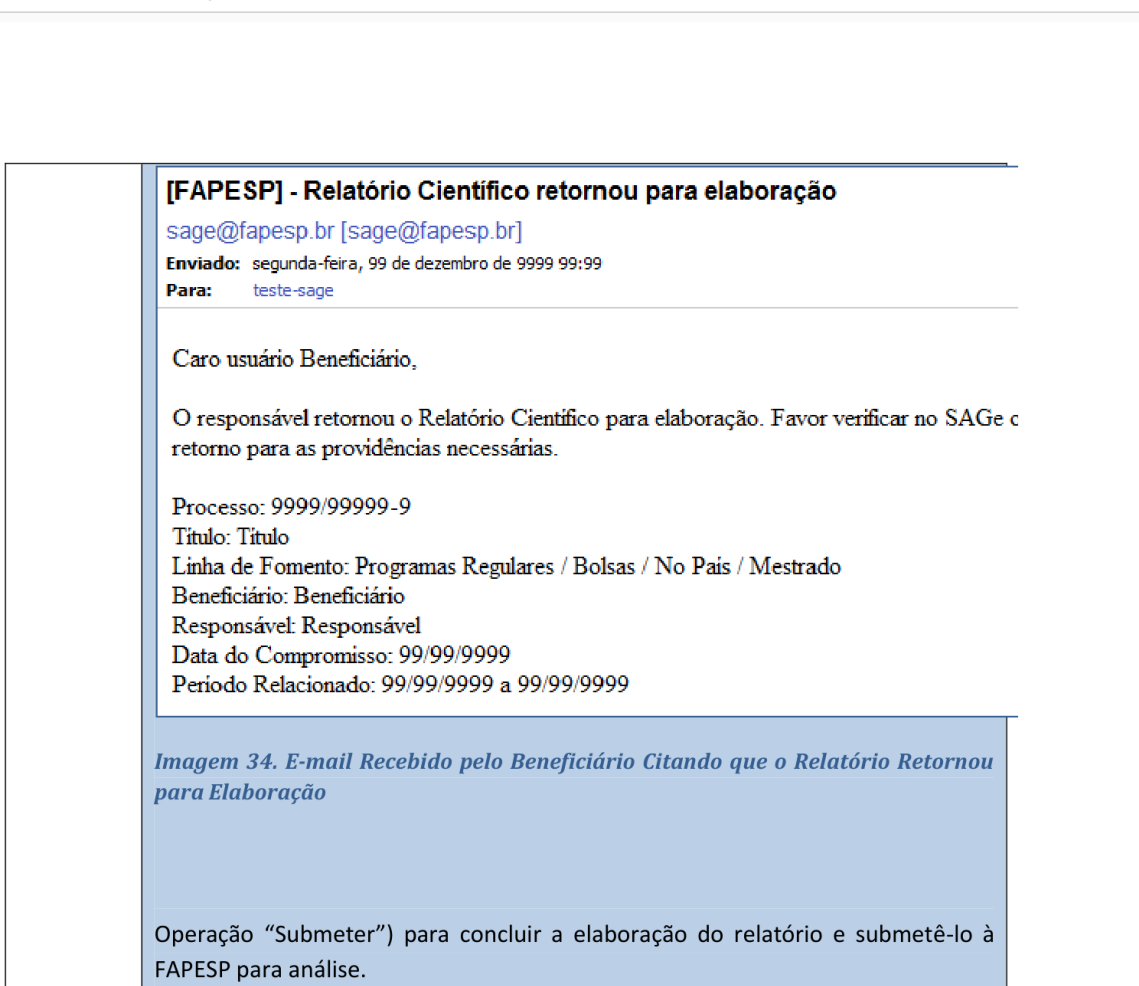 [FAPESP] - Relatório Científico retornou para elaboração
sage@fapesp.br [sage@fapesp.br]
Enviado: segunda-feira, 99 de dezembro de 9999 99:99
Para: teste-sage
Caro usuário Beneficiário,
O responsável retornou o Relatório Científico para elaboração. Favor verificar no SAGe
retorno para as providências necessárias.
Processo: 9999/99999-9
Título: Título
Linha de Fomento: Programas Regulares / Bolsas / No País / Mestrado
Beneficiário: Beneficiário
Responsável: Responsável
Data do Compromisso: 99/99/9999
Período Relacionado: 99/99/9999 a 99/99/9999
Imagem 34. E-mail Recebido pelo Beneficiário Citando que o Relatório Retornou
para Elaboração
Operação “Submeter”) para concluir a elaboração do relatório e submetê-lo à
FAPESP para análise.